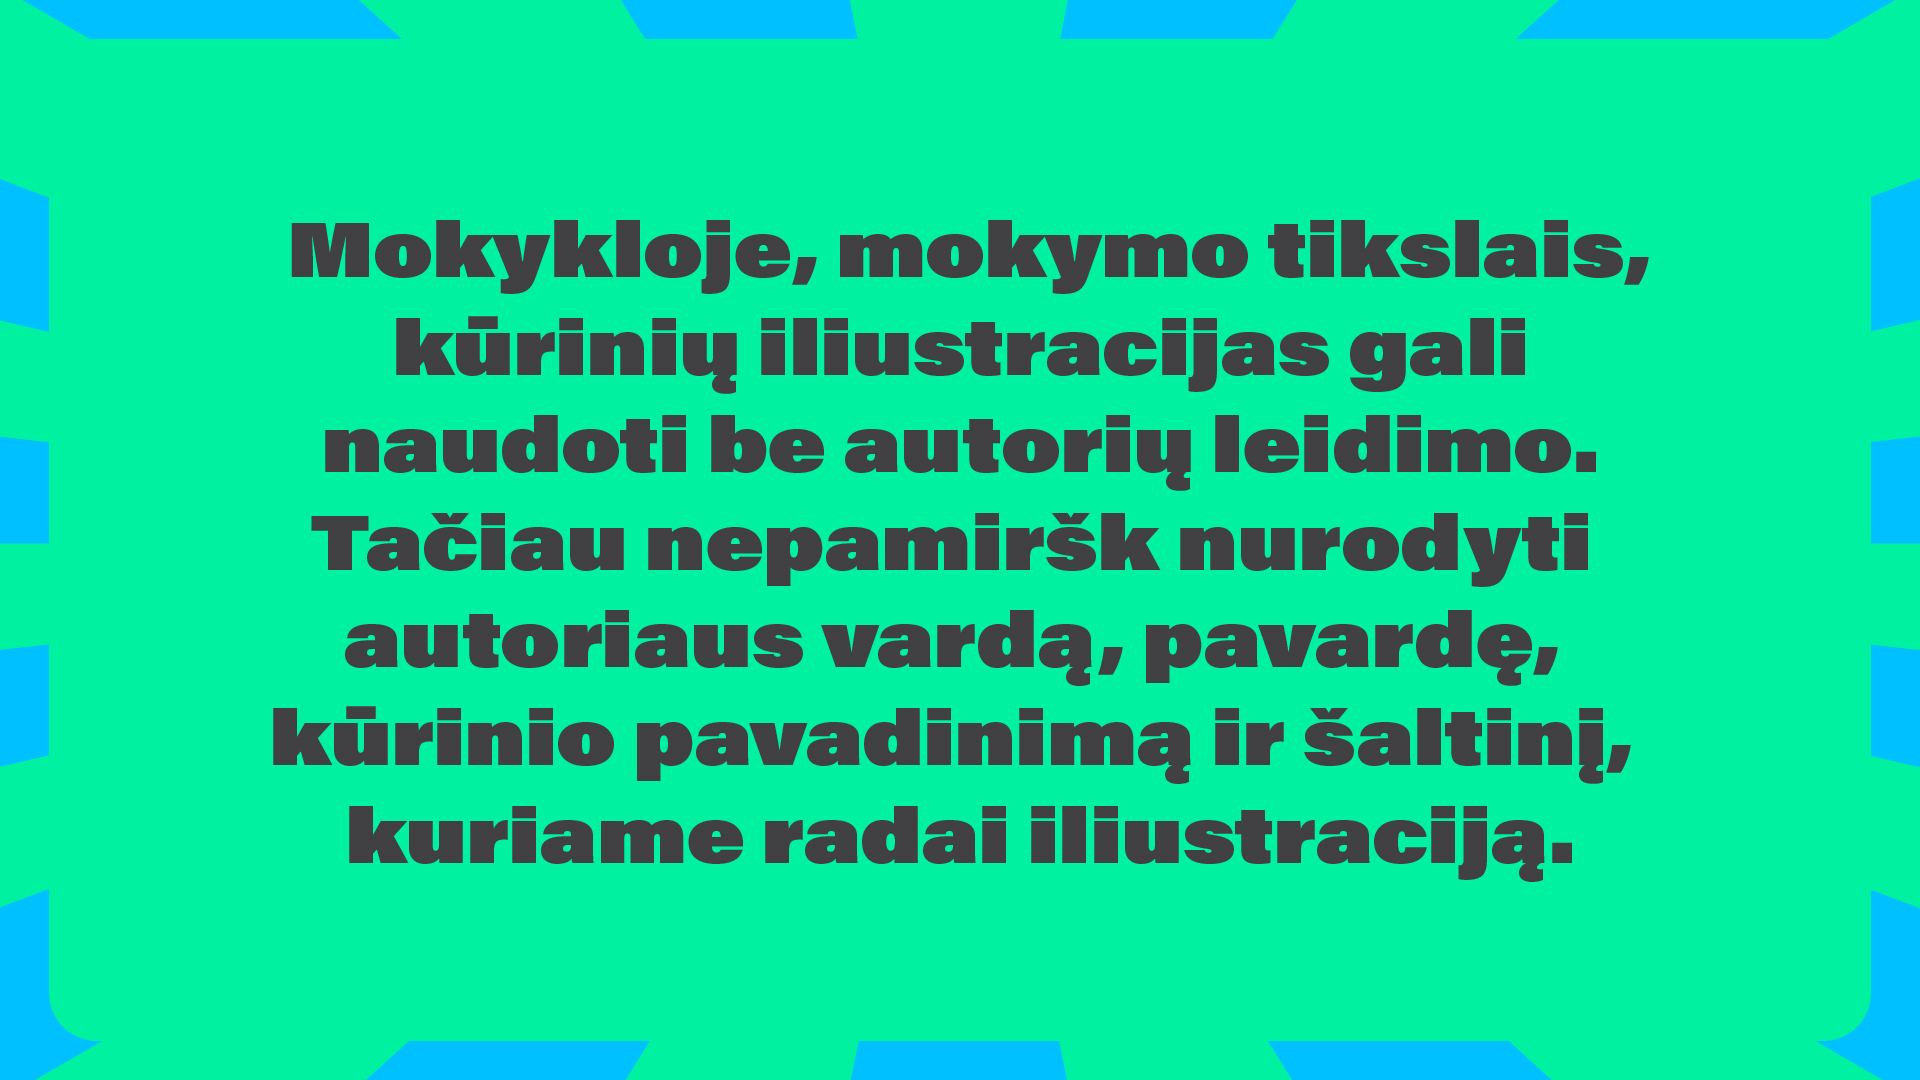 Mokykloje, mokymo tikslais,
kūrinių iliustracijas gali
naudoti be autorių leidimo.
Tačiau nepamiršk nurodyti
autoriaus vardą, pavardę,
kūrinio pavadinimą ir šaltinį,
kuriame radai iliustraciją.